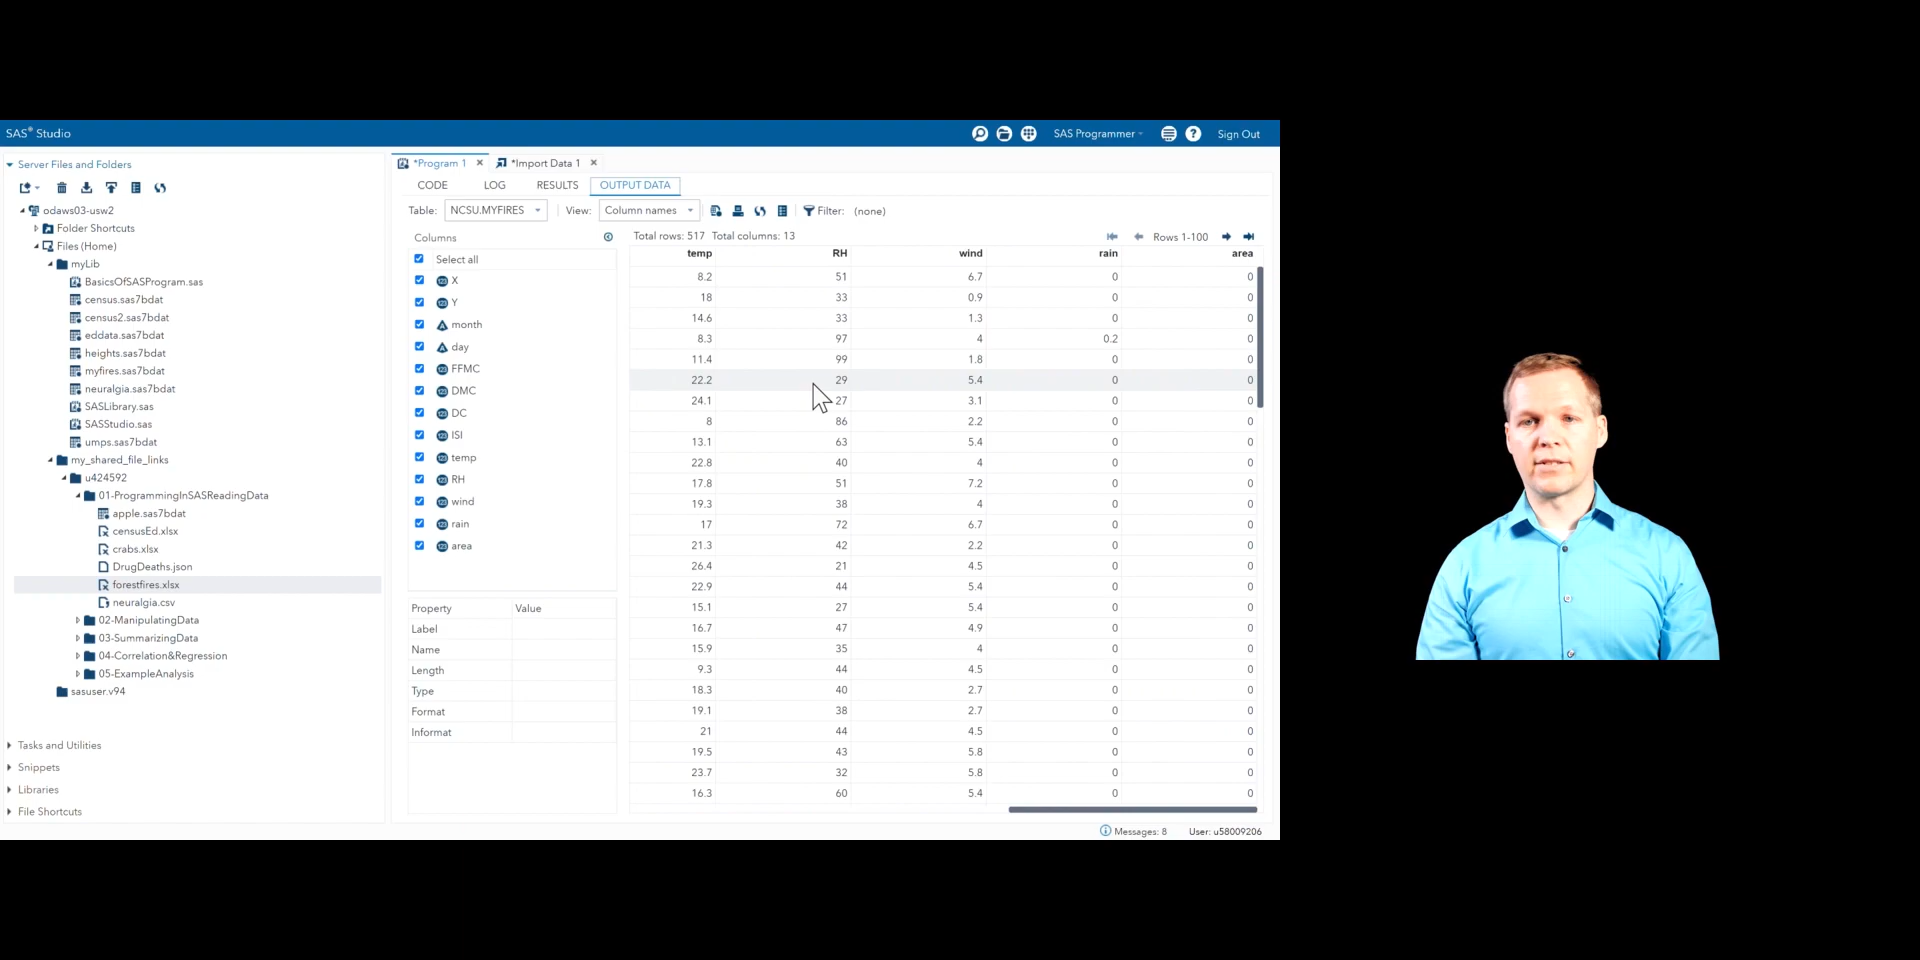 SAS® Studio
SAS Programmer
Sign Out
Server Files and Folders
odaws03-usw2
Folder Shortcuts
Files (Home)
myLib
BasicsOfSASProgram.sas
census.sas7bdat
census2.sas7bdat
eddata.sas7bdat
heights.sas7bdat
myfires.sas7bdat
neuralgia.sas7bdat
SASLibrary.sas
SASStudio.sas
umps.sas7bdat
my_shared_file_links
u424592
01-ProgrammingInSASReadingData
apple.sas7bdat
censusEd.xlsx
crabs.xlsx
DrugDeaths.json
forestfires.xlsx
neuralgia.csv
02-ManipulatingData
03-SummarizingData
04-Correlation&Regression
05-ExampleAnalysis
sasuser.v94
Tasks and Utilities
Snippets
Libraries
File Shortcuts
*Program 1 *Import Data 1
CODE LOG RESULTS OUTPUT DATA
Table: NCSU.MYFIRES View: Column names Filter: (none)
Columns
Select all
X
Y
month
day
FFMC
DMC
DC
ISI
temp
RH
wind
rain
area
Property Value
Label
Name
Length
Type
Format
Informat
Total rows: 517 Total columns: 13 Rows 1-100
temp RH wind rain area
8.2 51 6.7 0 0
18 33 0.9 0 0
14.6 33 1.3 0 0
8.3 97 4 0.2 0
11.4 99 1.8 0 0
22.2 29 5.4 0 0
24.1 27 3.1 0 0
8 86 2.2 0 0
13.1 63 5.4 0 0
22.8 40 4 0 0
17.8 51 7.2 0 0
19.3 38 4 0 0
17 72 6.7 0 0
21.3 42 2.2 0 0
26.4 21 4.5 0 0
22.9 44 5.4 0 0
15.1 27 5.4 0 0
16.7 47 4.9 0 0
15.9 35 4 0 0
9.3 44 4.5 0 0
18.3 40 2.7 0 0
19.1 38 2.7 0 0
21 44 4.5 0 0
19.5 43 5.8 0 0
23.7 32 5.8 0 0
16.3 60 5.4 0 0
Messages: 8 User: u58009206